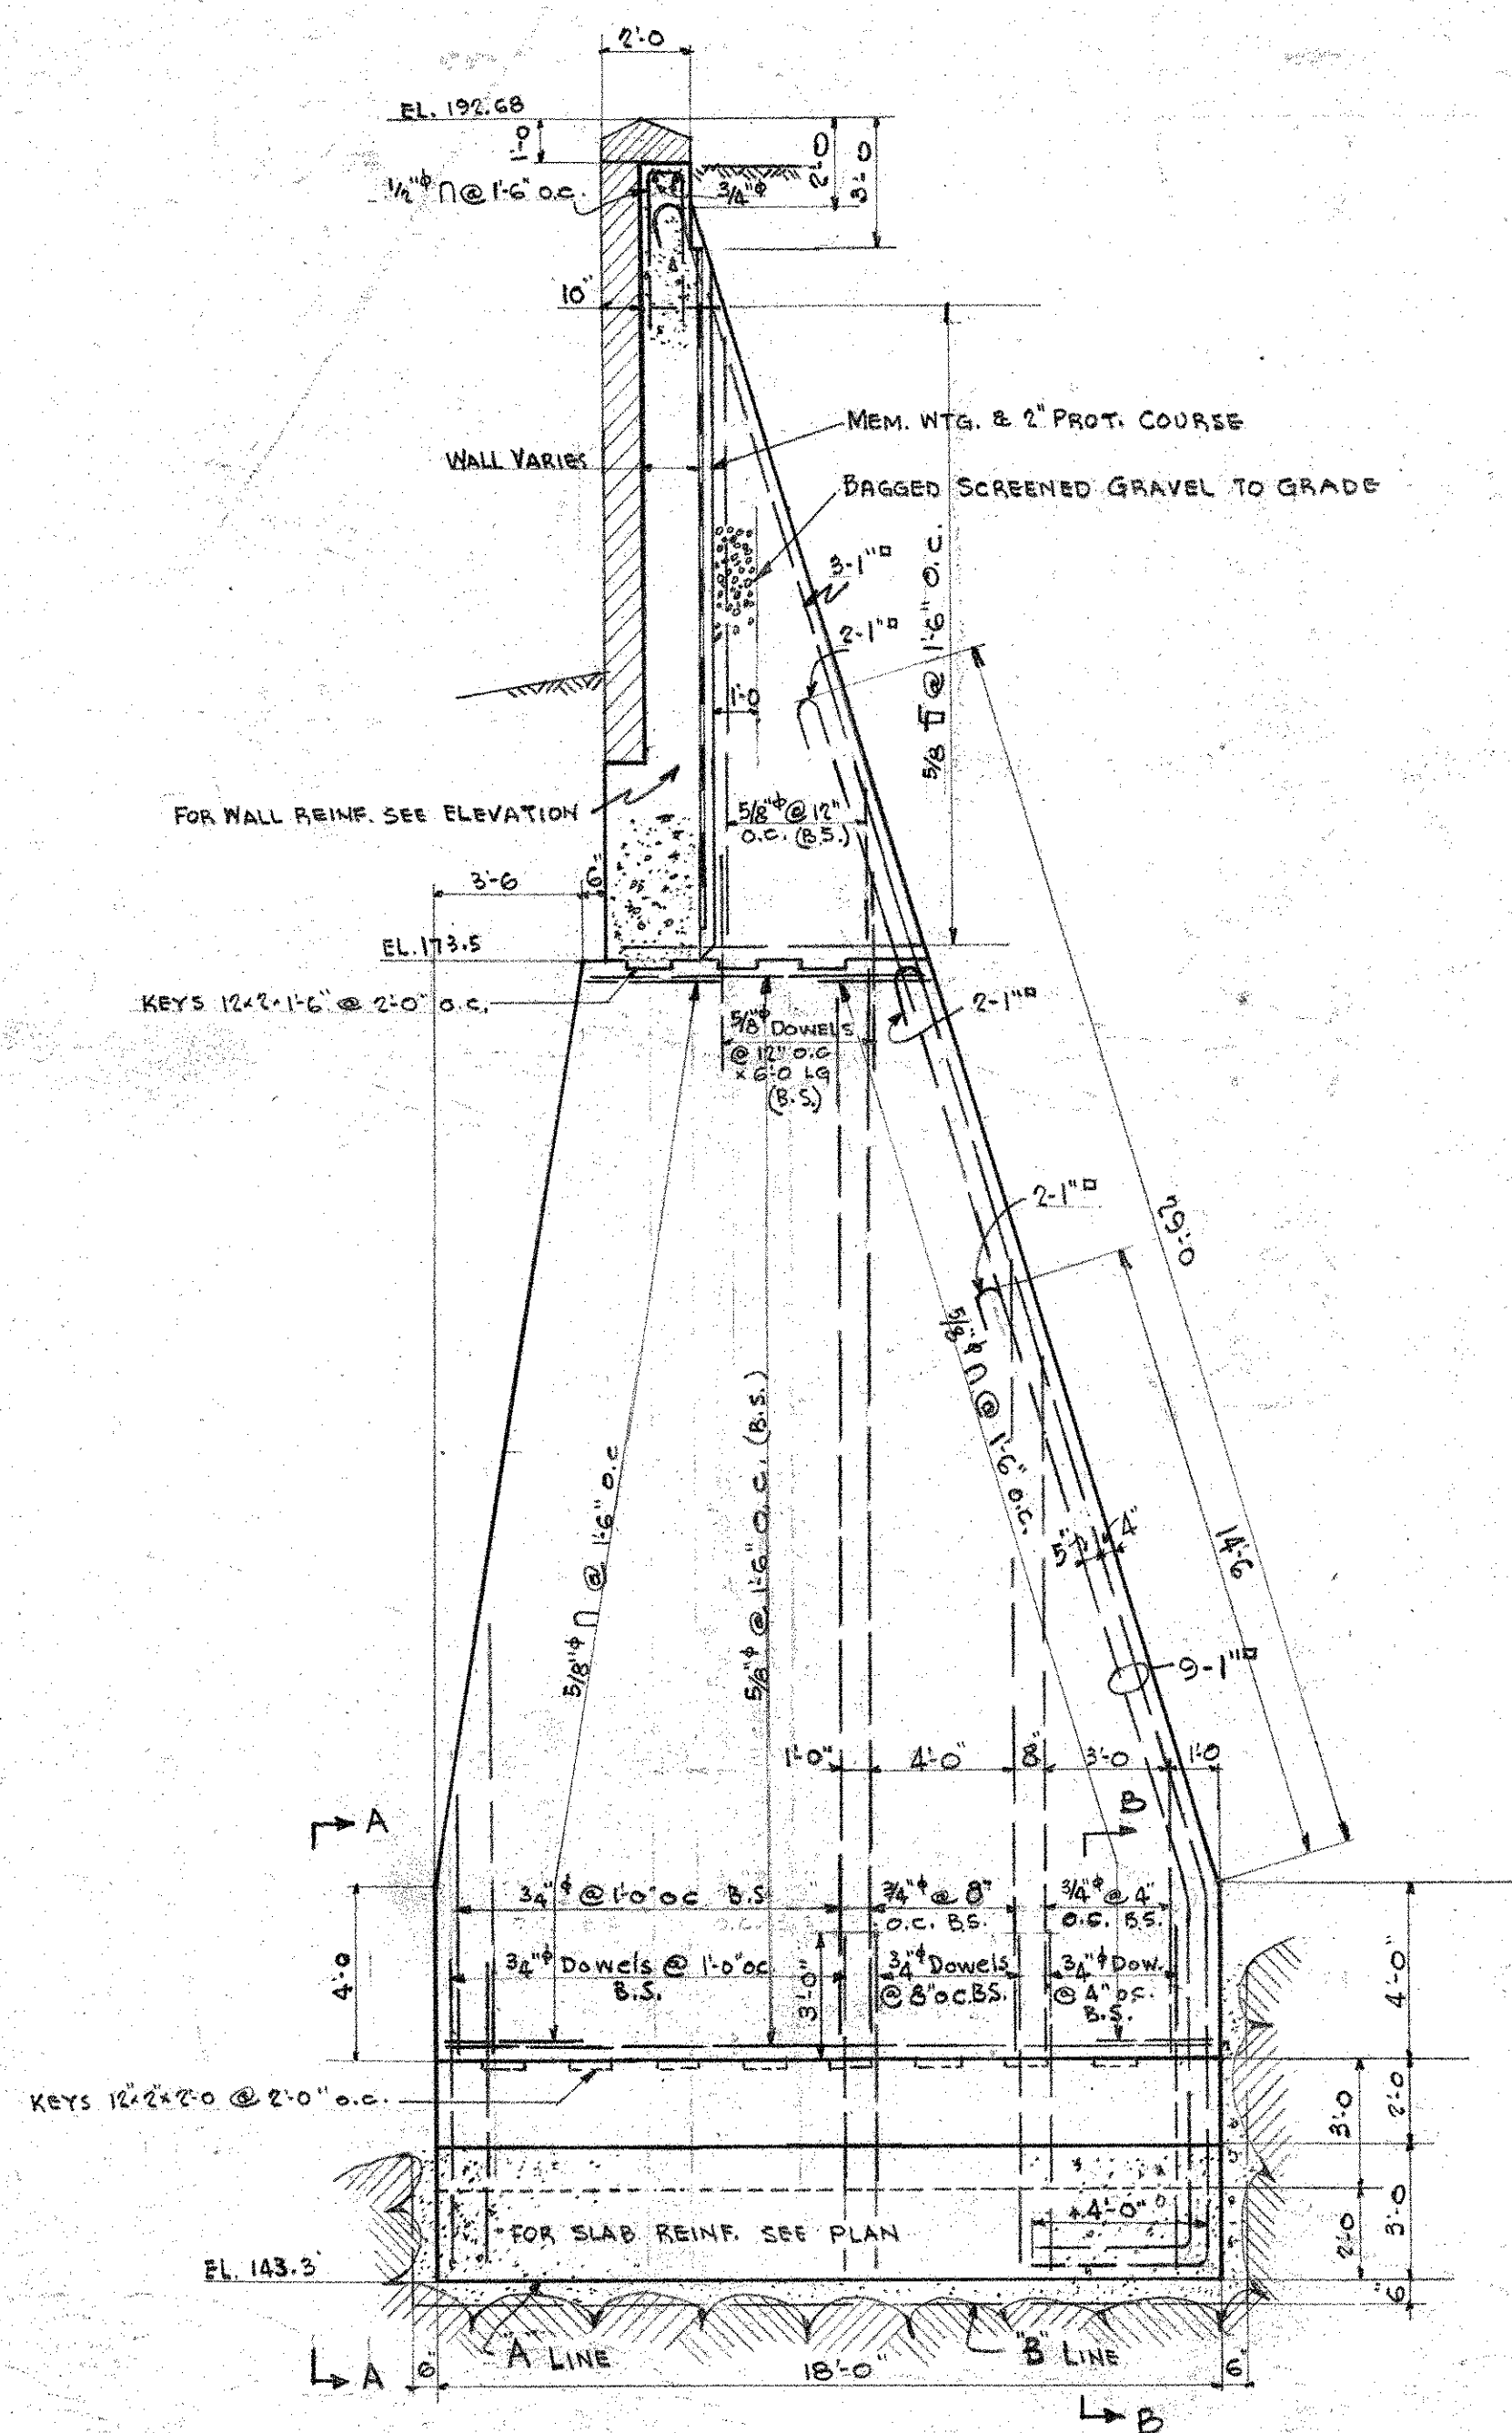 2'-0
EL. 192.68
1'-0
2'-0
3'-0
1/2"ϕ ⊓ @ 1'-6" o.c.
3/4"ϕ
10"
MEM. WTG. & 2" PROT. COURSE
WALL VARIES
BAGGED SCREENED GRAVEL TO GRADE
3-1"□
2-1"□
5/8 ⊓ @ 1'-6" O.C.
1'-0
FOR WALL REINF. SEE ELEVATION
5/8"ϕ @ 12"
O.C. (B.S.)
3'-6
6"
EL. 173.5
KEYS 12×2×1'-6" @ 2'-0" o.c.
2-1"□
5/8"ϕ DOWELS
@ 12" O.C
× 6'-0 LG
(B.S.)
2-1"□
29'-0
5/8"ϕ ⊓ @ 1'-6" o.c.
5/8"ϕ @ 1'-6" O.C. (B.S.)
5/8"ϕ ⊓ @ 1'-6" o.c
5"
4"
14'-6
9-1"□
1'-0"
4'-0"
8"
3'-0
1'-0
A
B
3/4"ϕ @ 1'-0" o.c B.S.
3/4"ϕ @ 8"
O.C. B.S.
3/4"ϕ @ 4"
O.C. B.S.
4'-0
3/4"ϕ Dowels @ 1'-0" oc
B.S.
3'-0"
3/4"ϕ Dowels
@ 8" o.c B.S.
3/4"ϕ Dow.
@ 4" o.c.
B.S.
4'-0"
KEYS 12"×2"×2'-0 @ 2'-0" o.c.
3'-0
2'-0
4'-0"
FOR SLAB REINF. SEE PLAN
2'-0
3'-0
EL. 143.3'
6"
"A" LINE
"B" LINE
A
6"
18'-0"
6"
B